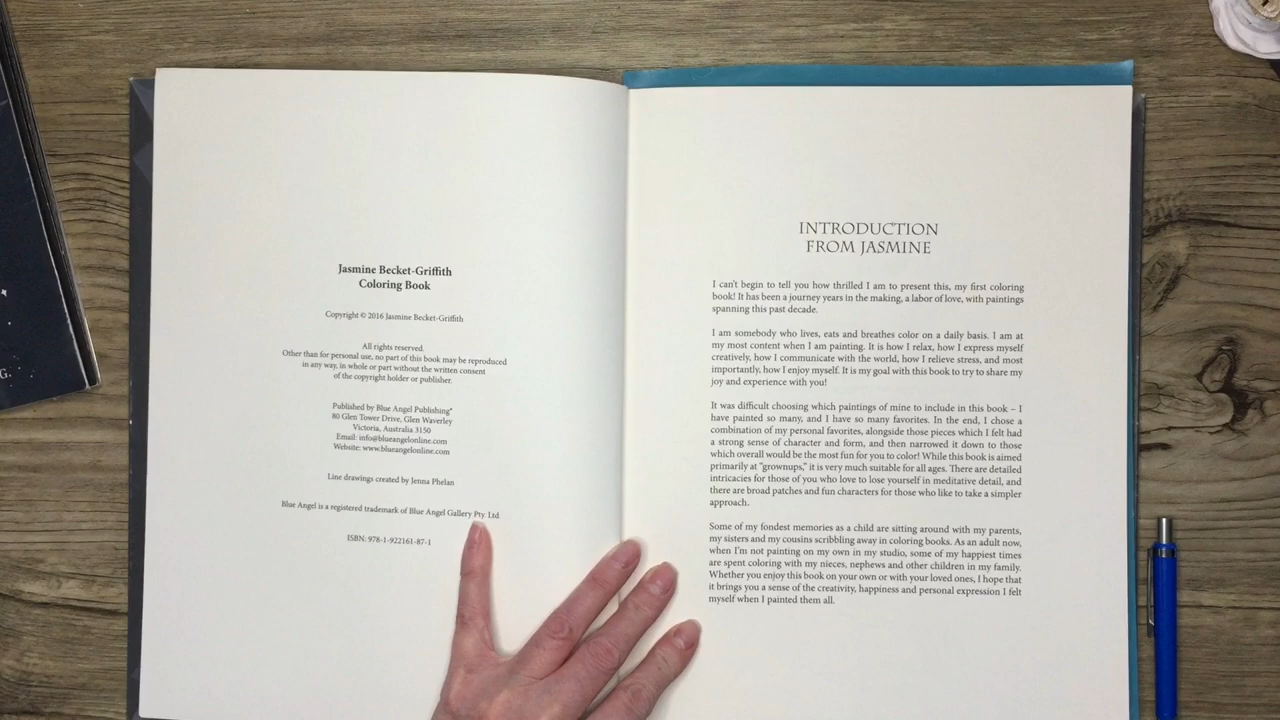 Jasmine Becket-Griffith
Coloring Book
Copyright © 2016 Jasmine Becket-Griffith
All rights reserved.
Other than for personal use, no part of this book may be reproduced
in any way, in whole or part without the written consent
of the copyright holder or publisher.
Published by Blue Angel Publishing®
80 Glen Tower Drive, Glen Waverley
Victoria, Australia 3150
Email: info@blueangelonline.com
Website: www.blueangelonline.com
Line drawings created by Jenna Phelan
Blue Angel is a registered trademark of Blue Angel Gallery Pty. Ltd.
ISBN: 978-1-922161-87-1
INTRODUCTION
FROM JASMINE
I can't begin to tell you how thrilled I am to present this, my first coloring
book! It has been a journey years in the making, a labor of love, with paintings
spanning this past decade.
I am somebody who lives, eats and breathes color on a daily basis. I am at
my most content when I am painting. It is how I relax, how I express myself
creatively, how I communicate with the world, how I relieve stress, and most
importantly, how I enjoy myself. It is my goal with this book to try to share my
joy and experience with you!
It was difficult choosing which paintings of mine to include in this book – I
have painted so many, and I have so many favorites. In the end, I chose a
combination of my personal favorites, alongside those pieces which I felt had
a strong sense of character and form, and then narrowed it down to those
which overall would be the most fun for you to color! While this book is aimed
primarily at "grownups," it is very much suitable for all ages. There are detailed
intricacies for those of you who love to lose yourself in meditative detail, and
there are broad patches and fun characters for those who like to take a simpler
approach.
Some of my fondest memories as a child are sitting around with my parents,
my sisters and my cousins scribbling away in coloring books. As an adult now,
when I'm not painting on my own in my studio, some of my happiest times
are spent coloring with my nieces, nephews and other children in my family.
Whether you enjoy this book on your own or with your loved ones, I hope that
it brings you a sense of the creativity, happiness and personal expression I felt
myself when I painted them all.